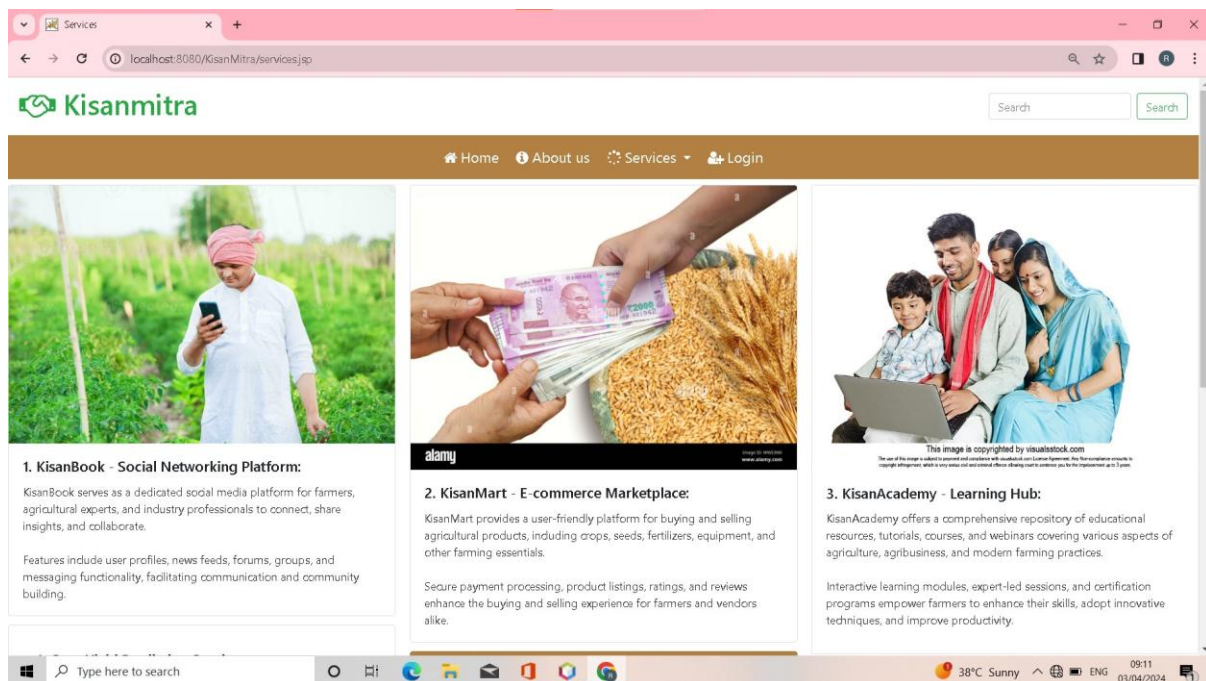 Services
localhost:8080/KisanMitra/services.jsp
R
Kisanmitra
Search
Search
Home
About us
Services
Login
₹2000
alamy
alamy
www.alamy.com
This image is copyrighted by visualsstock.com
1. KisanBook - Social Networking Platform:
KisanBook serves as a dedicated social media platform for farmers,
agricultural experts, and industry professionals to connect, share
insights, and collaborate.
Features include user profiles, news feeds, forums, groups, and
messaging functionality, facilitating communication and community
building.
2. KisanMart - E-commerce Marketplace:
KisanMart provides a user-friendly platform for buying and selling
agricultural products, including crops, seeds, fertilizers, equipment, and
other farming essentials.
Secure payment processing, product listings, ratings, and reviews
enhance the buying and selling experience for farmers and vendors
alike.
3. KisanAcademy - Learning Hub:
KisanAcademy offers a comprehensive repository of educational
resources, tutorials, courses, and webinars covering various aspects of
agriculture, agribusiness, and modern farming practices.
Interactive learning modules, expert-led sessions, and certification
programs empower farmers to enhance their skills, adopt innovative
techniques, and improve productivity.
Type here to search
38°C Sunny
ENG
09:11
03/04/2024